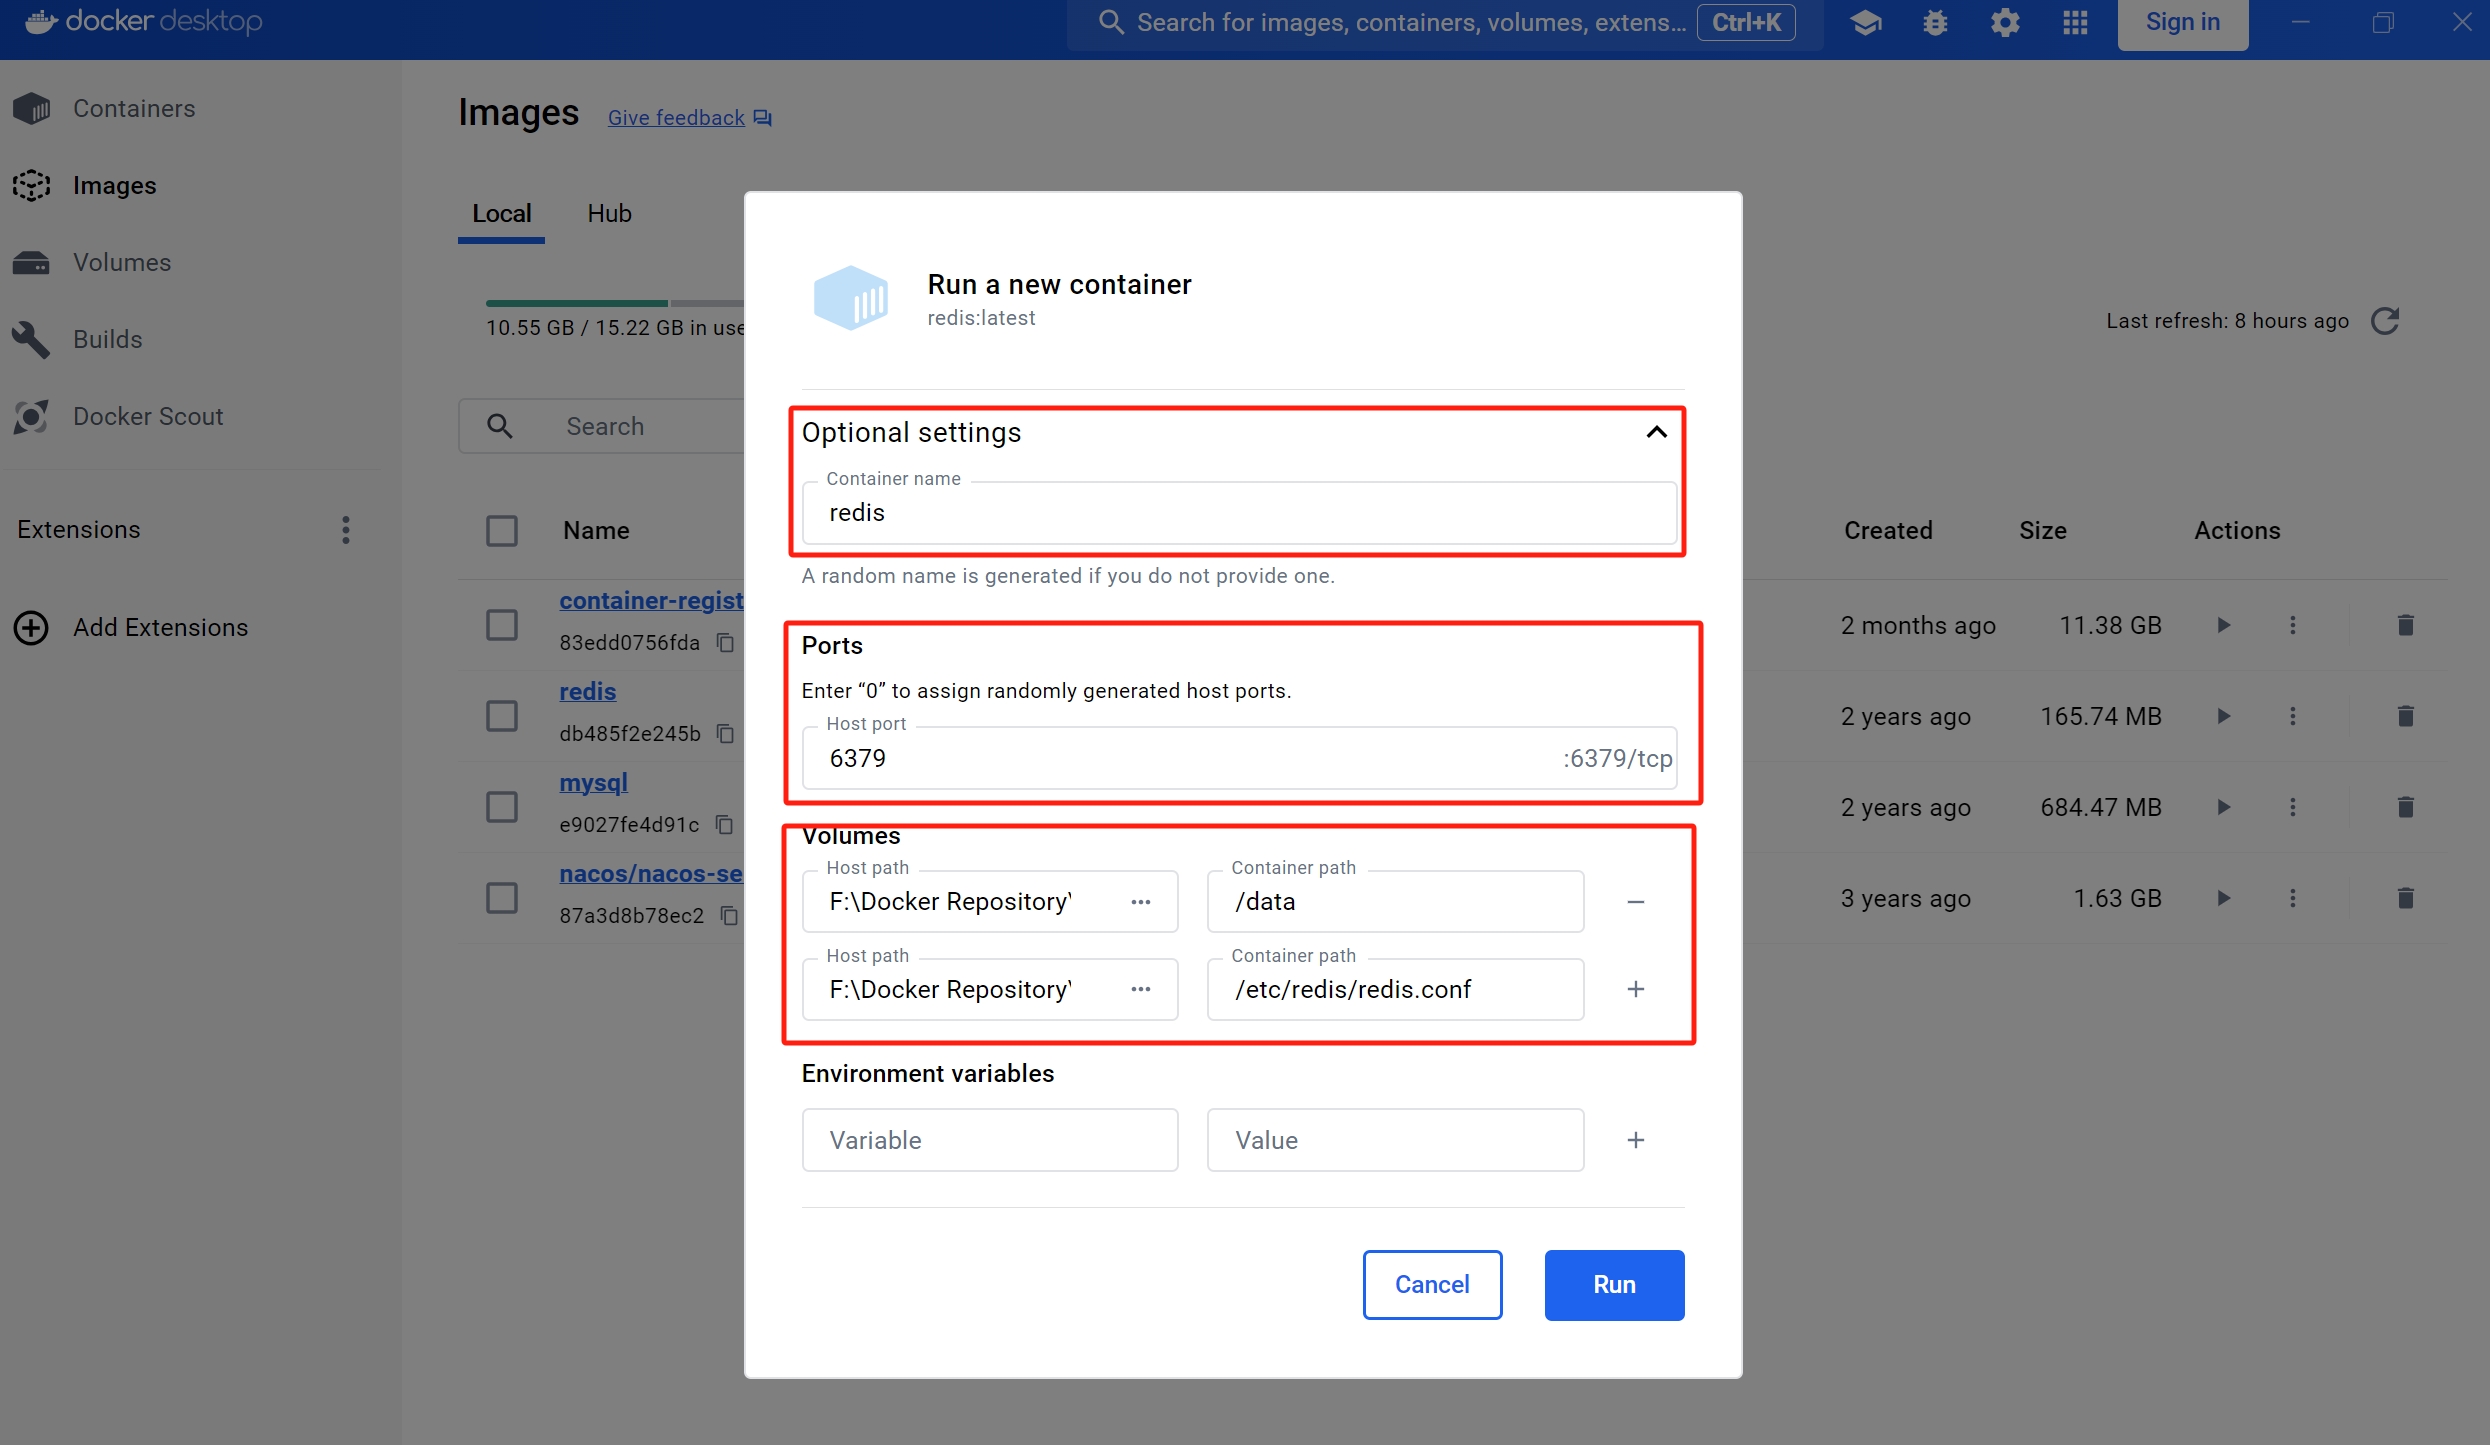 docker desktop
Search for images, containers, volumes, extens... Ctrl+K
Sign in
Containers
Images
Volumes
Builds
Docker Scout
Extensions
Add Extensions
Images Give feedback
Local Hub
10.55 GB / 15.22 GB in use
Last refresh: 8 hours ago
Search
Name Created Size Actions
container-regist
83edd0756fda
2 months ago 11.38 GB
redis
db485f2e245b
2 years ago 165.74 MB
mysql
e9027fe4d91c
2 years ago 684.47 MB
nacos/nacos-se
87a3d8b78ec2
3 years ago 1.63 GB
Run a new container
redis:latest
Optional settings
Container name
redis
A random name is generated if you do not provide one.
Ports
Enter “0” to assign randomly generated host ports.
Host port
6379 :6379/tcp
Volumes
Host path Container path
F:\Docker Repository\ ... /data
Host path Container path
F:\Docker Repository\ ... /etc/redis/redis.conf
Environment variables
Variable Value
Cancel Run